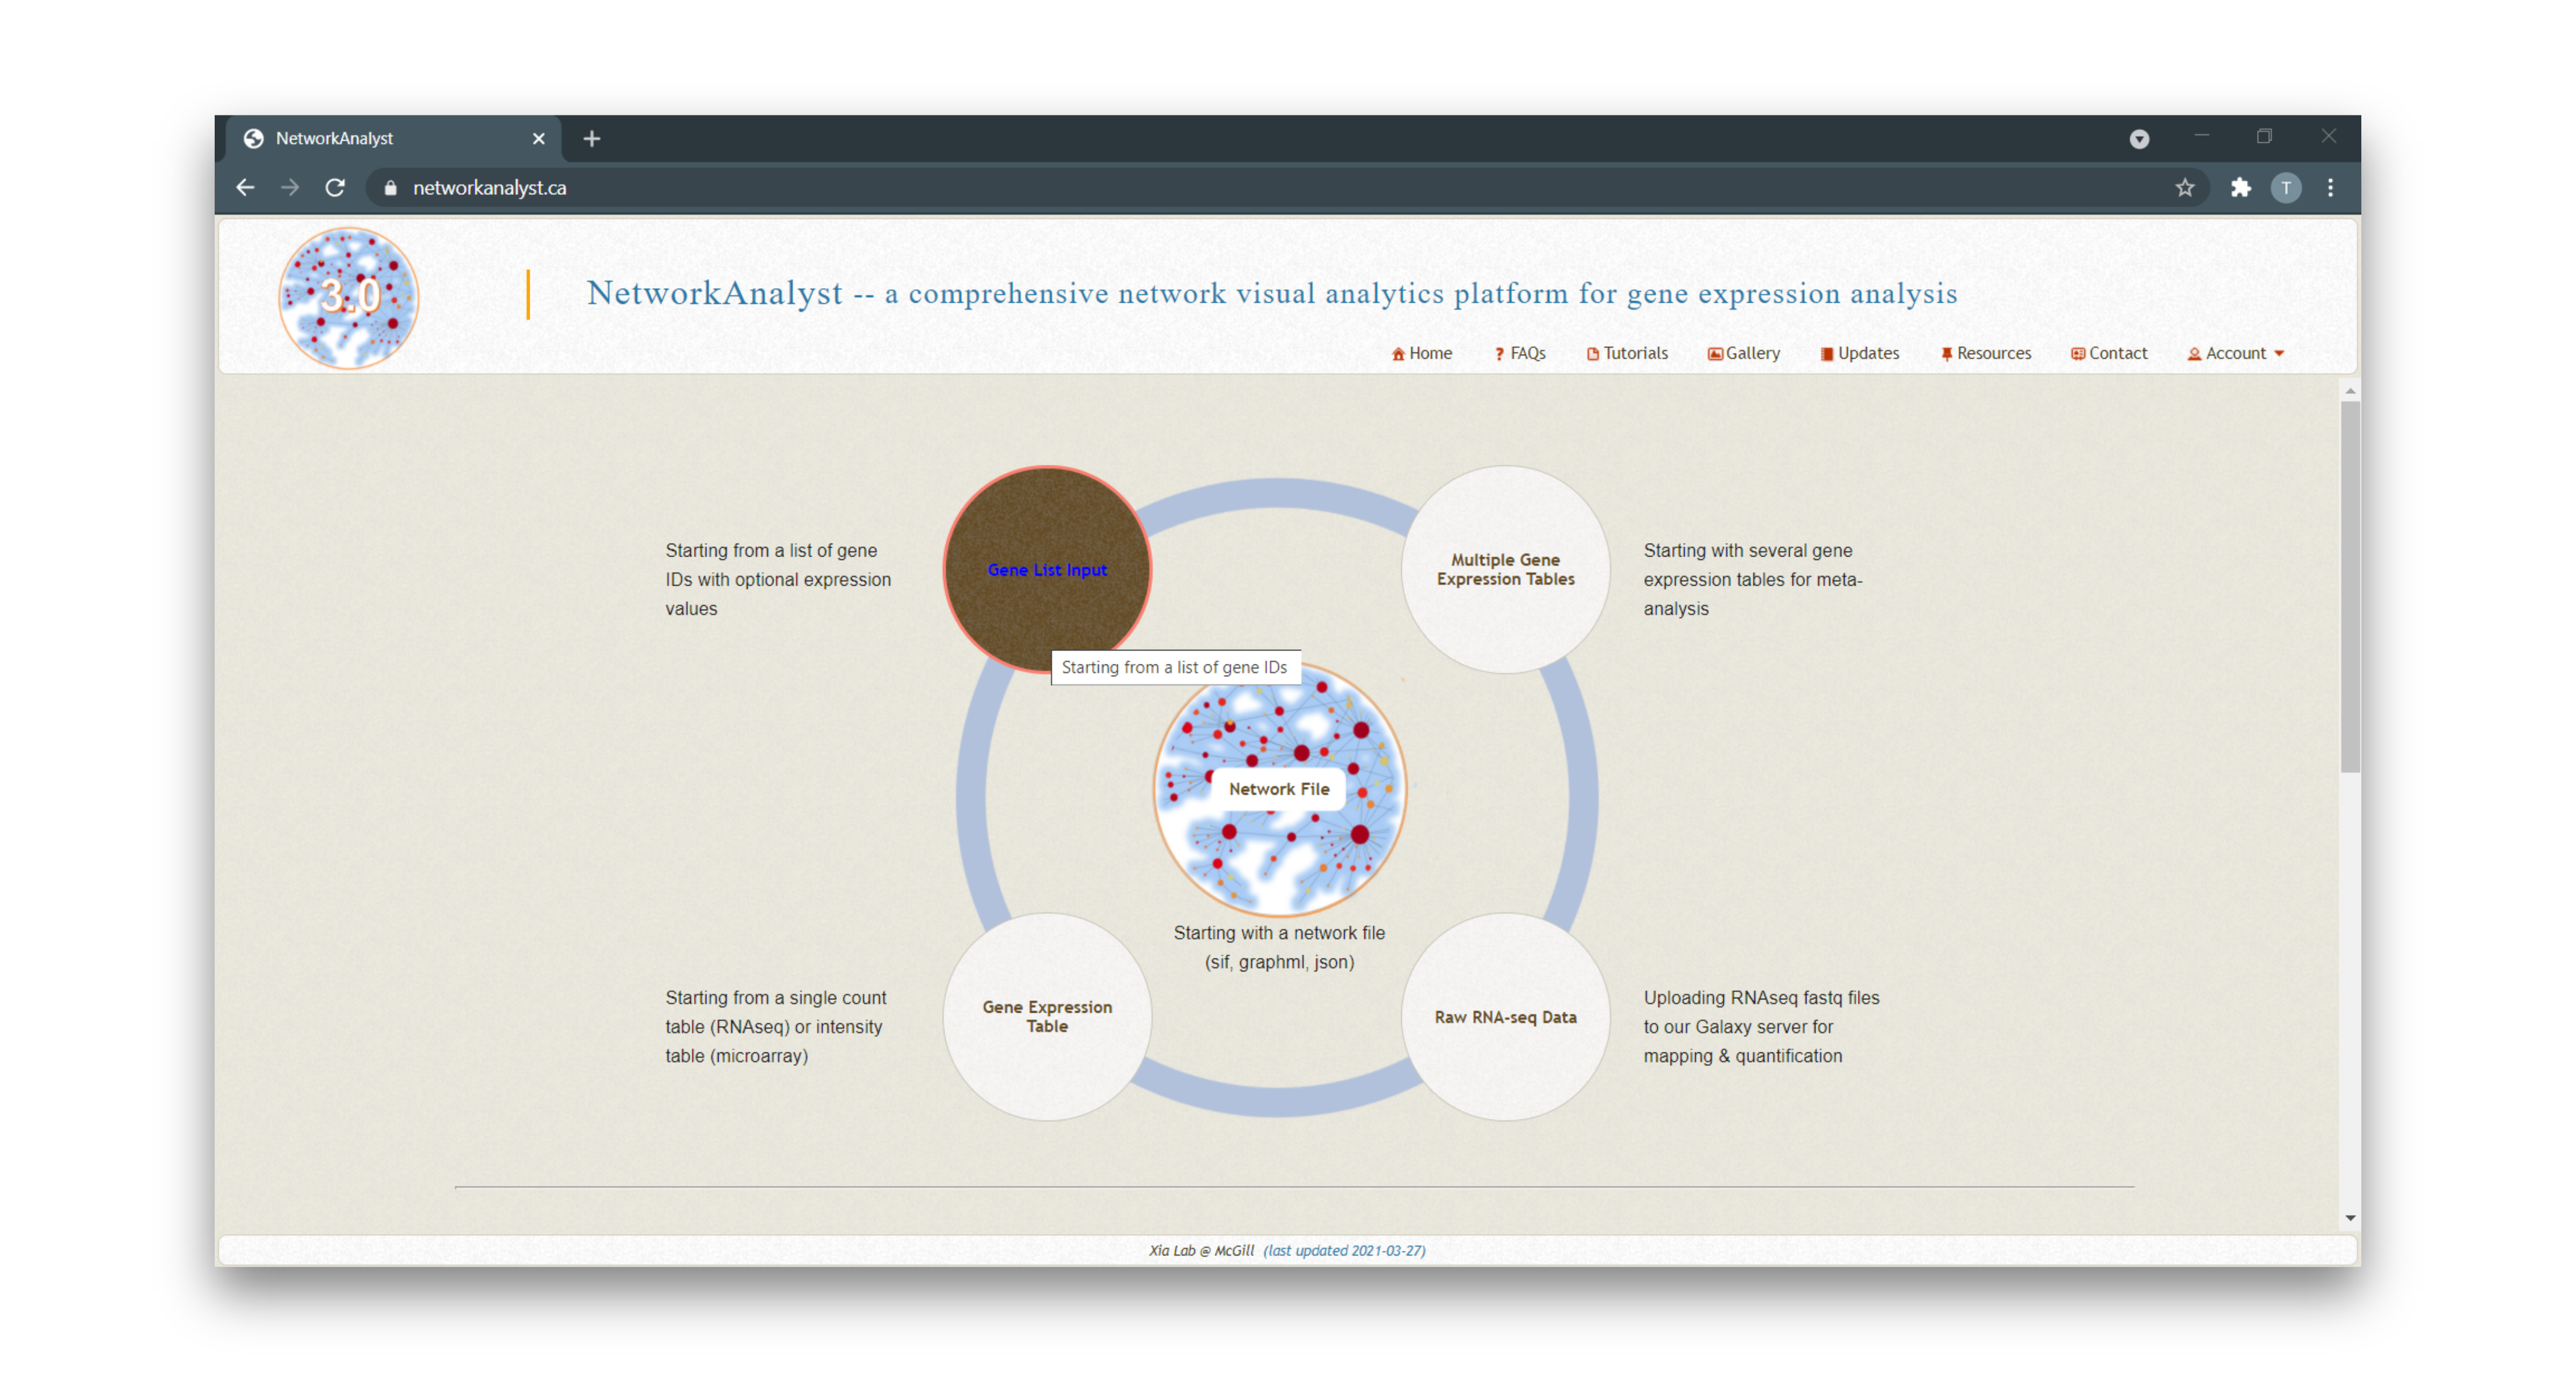 NetworkAnalyst
networkanalyst.ca
T
3.0
NetworkAnalyst -- a comprehensive network visual analytics platform for gene expression analysis
Home ? FAQs Tutorials Gallery Updates Resources Contact Account
Starting from a list of gene
IDs with optional expression
values
Gene List Input
Starting from a list of gene IDs
Multiple Gene
Expression Tables
Starting with several gene
expression tables for meta-
analysis
Network File
Starting with a network file
(sif, graphml, json)
Starting from a single count
table (RNAseq) or intensity
table (microarray)
Gene Expression
Table
Raw RNA-seq Data
Uploading RNAseq fastq files
to our Galaxy server for
mapping & quantification
Xia Lab @ McGill (last updated 2021-03-27)